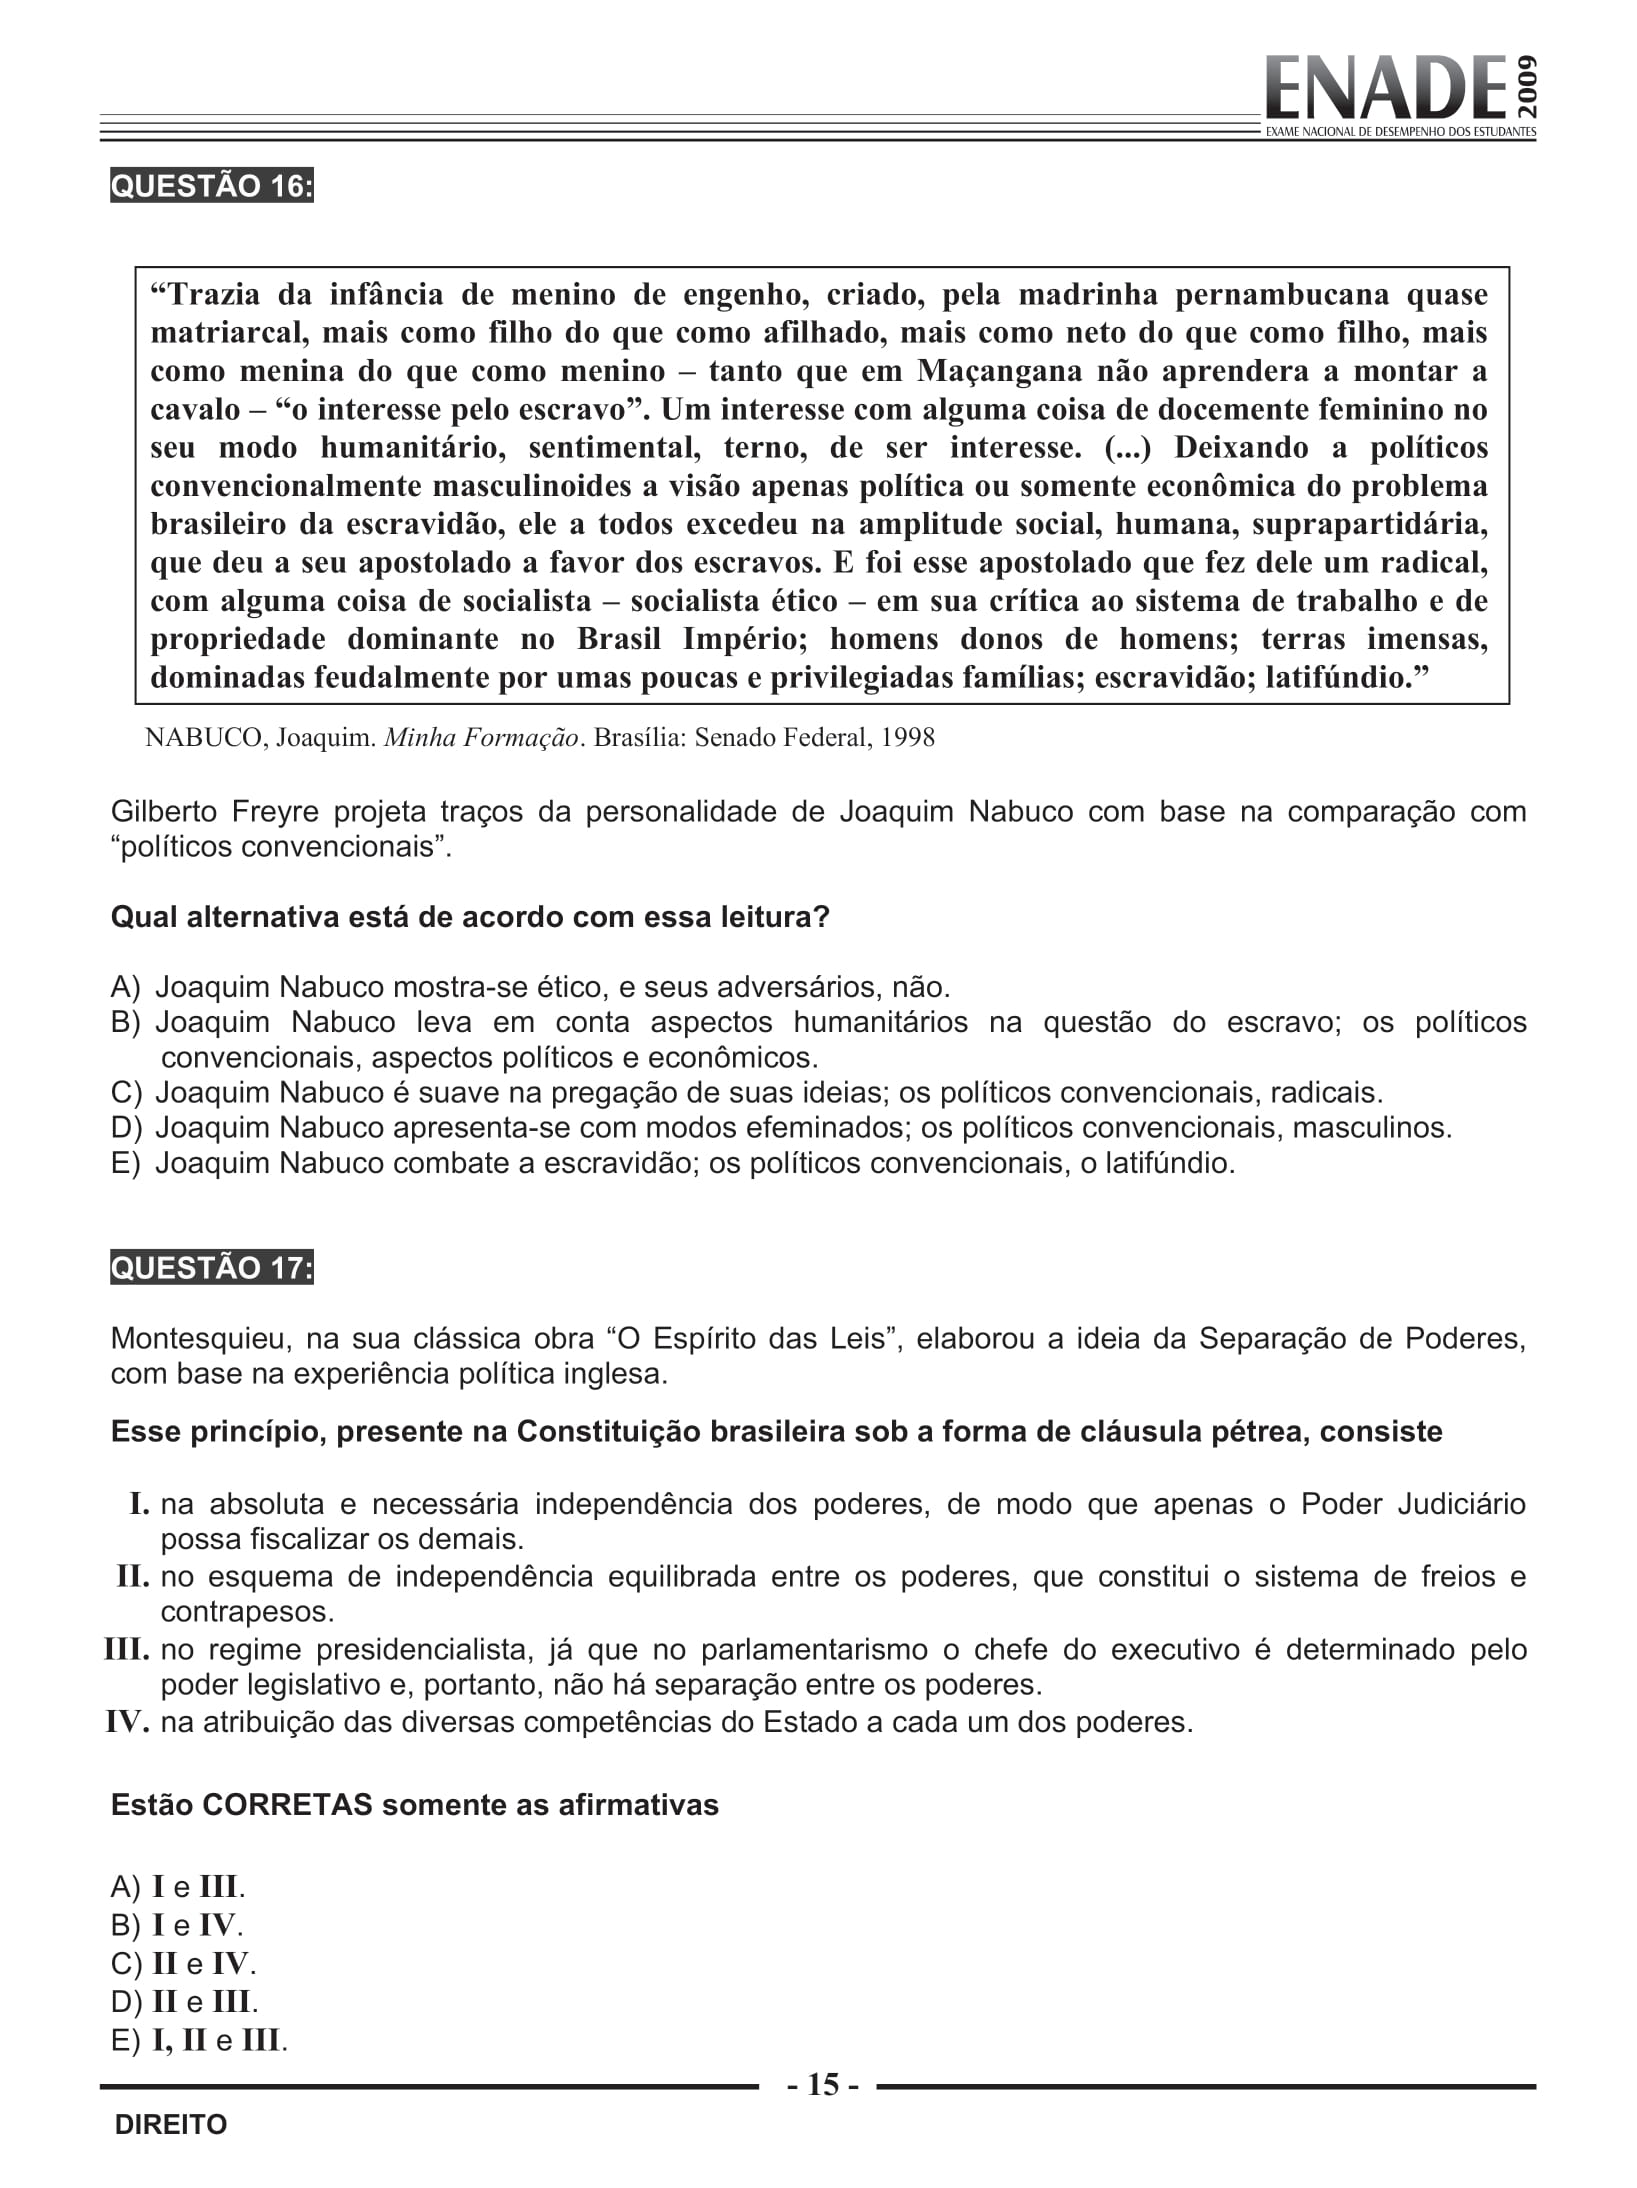 ENADE 2009
EXAME NACIONAL DE DESEMPENHO DOS ESTUDANTES
QUESTÃO 16:
“Trazia da infância de menino de engenho, criado, pela madrinha pernambucana quase
matriarcal, mais como filho do que como afilhado, mais como neto do que como filho, mais
como menina do que como menino – tanto que em Maçangana não aprendera a montar a
cavalo – “o interesse pelo escravo”. Um interesse com alguma coisa de docemente feminino no
seu modo humanitário, sentimental, terno, de ser interesse. (...) Deixando a políticos
convencionalmente masculinoides a visão apenas política ou somente econômica do problema
brasileiro da escravidão, ele a todos excedeu na amplitude social, humana, suprapartidária,
que deu a seu apostolado a favor dos escravos. E foi esse apostolado que fez dele um radical,
com alguma coisa de socialista – socialista ético – em sua crítica ao sistema de trabalho e de
propriedade dominante no Brasil Império; homens donos de homens; terras imensas,
dominadas feudalmente por umas poucas e privilegiadas famílias; escravidão; latifúndio.”
NABUCO, Joaquim. Minha Formação. Brasília: Senado Federal, 1998
Gilberto Freyre projeta traços da personalidade de Joaquim Nabuco com base na comparação com
“políticos convencionais”.
Qual alternativa está de acordo com essa leitura?
A) Joaquim Nabuco mostra-se ético, e seus adversários, não.
B) Joaquim Nabuco leva em conta aspectos humanitários na questão do escravo; os políticos
convencionais, aspectos políticos e econômicos.
C) Joaquim Nabuco é suave na pregação de suas ideias; os políticos convencionais, radicais.
D) Joaquim Nabuco apresenta-se com modos efeminados; os políticos convencionais, masculinos.
E) Joaquim Nabuco combate a escravidão; os políticos convencionais, o latifúndio.
QUESTÃO 17:
Montesquieu, na sua clássica obra “O Espírito das Leis”, elaborou a ideia da Separação de Poderes,
com base na experiência política inglesa.
Esse princípio, presente na Constituição brasileira sob a forma de cláusula pétrea, consiste
I. na absoluta e necessária independência dos poderes, de modo que apenas o Poder Judiciário
possa fiscalizar os demais.
II. no esquema de independência equilibrada entre os poderes, que constitui o sistema de freios e
contrapesos.
III. no regime presidencialista, já que no parlamentarismo o chefe do executivo é determinado pelo
poder legislativo e, portanto, não há separação entre os poderes.
IV. na atribuição das diversas competências do Estado a cada um dos poderes.
Estão CORRETAS somente as afirmativas
A) I e III.
B) I e IV.
C) II e IV.
D) II e III.
E) I, II e III.
- 15 -
DIREITO